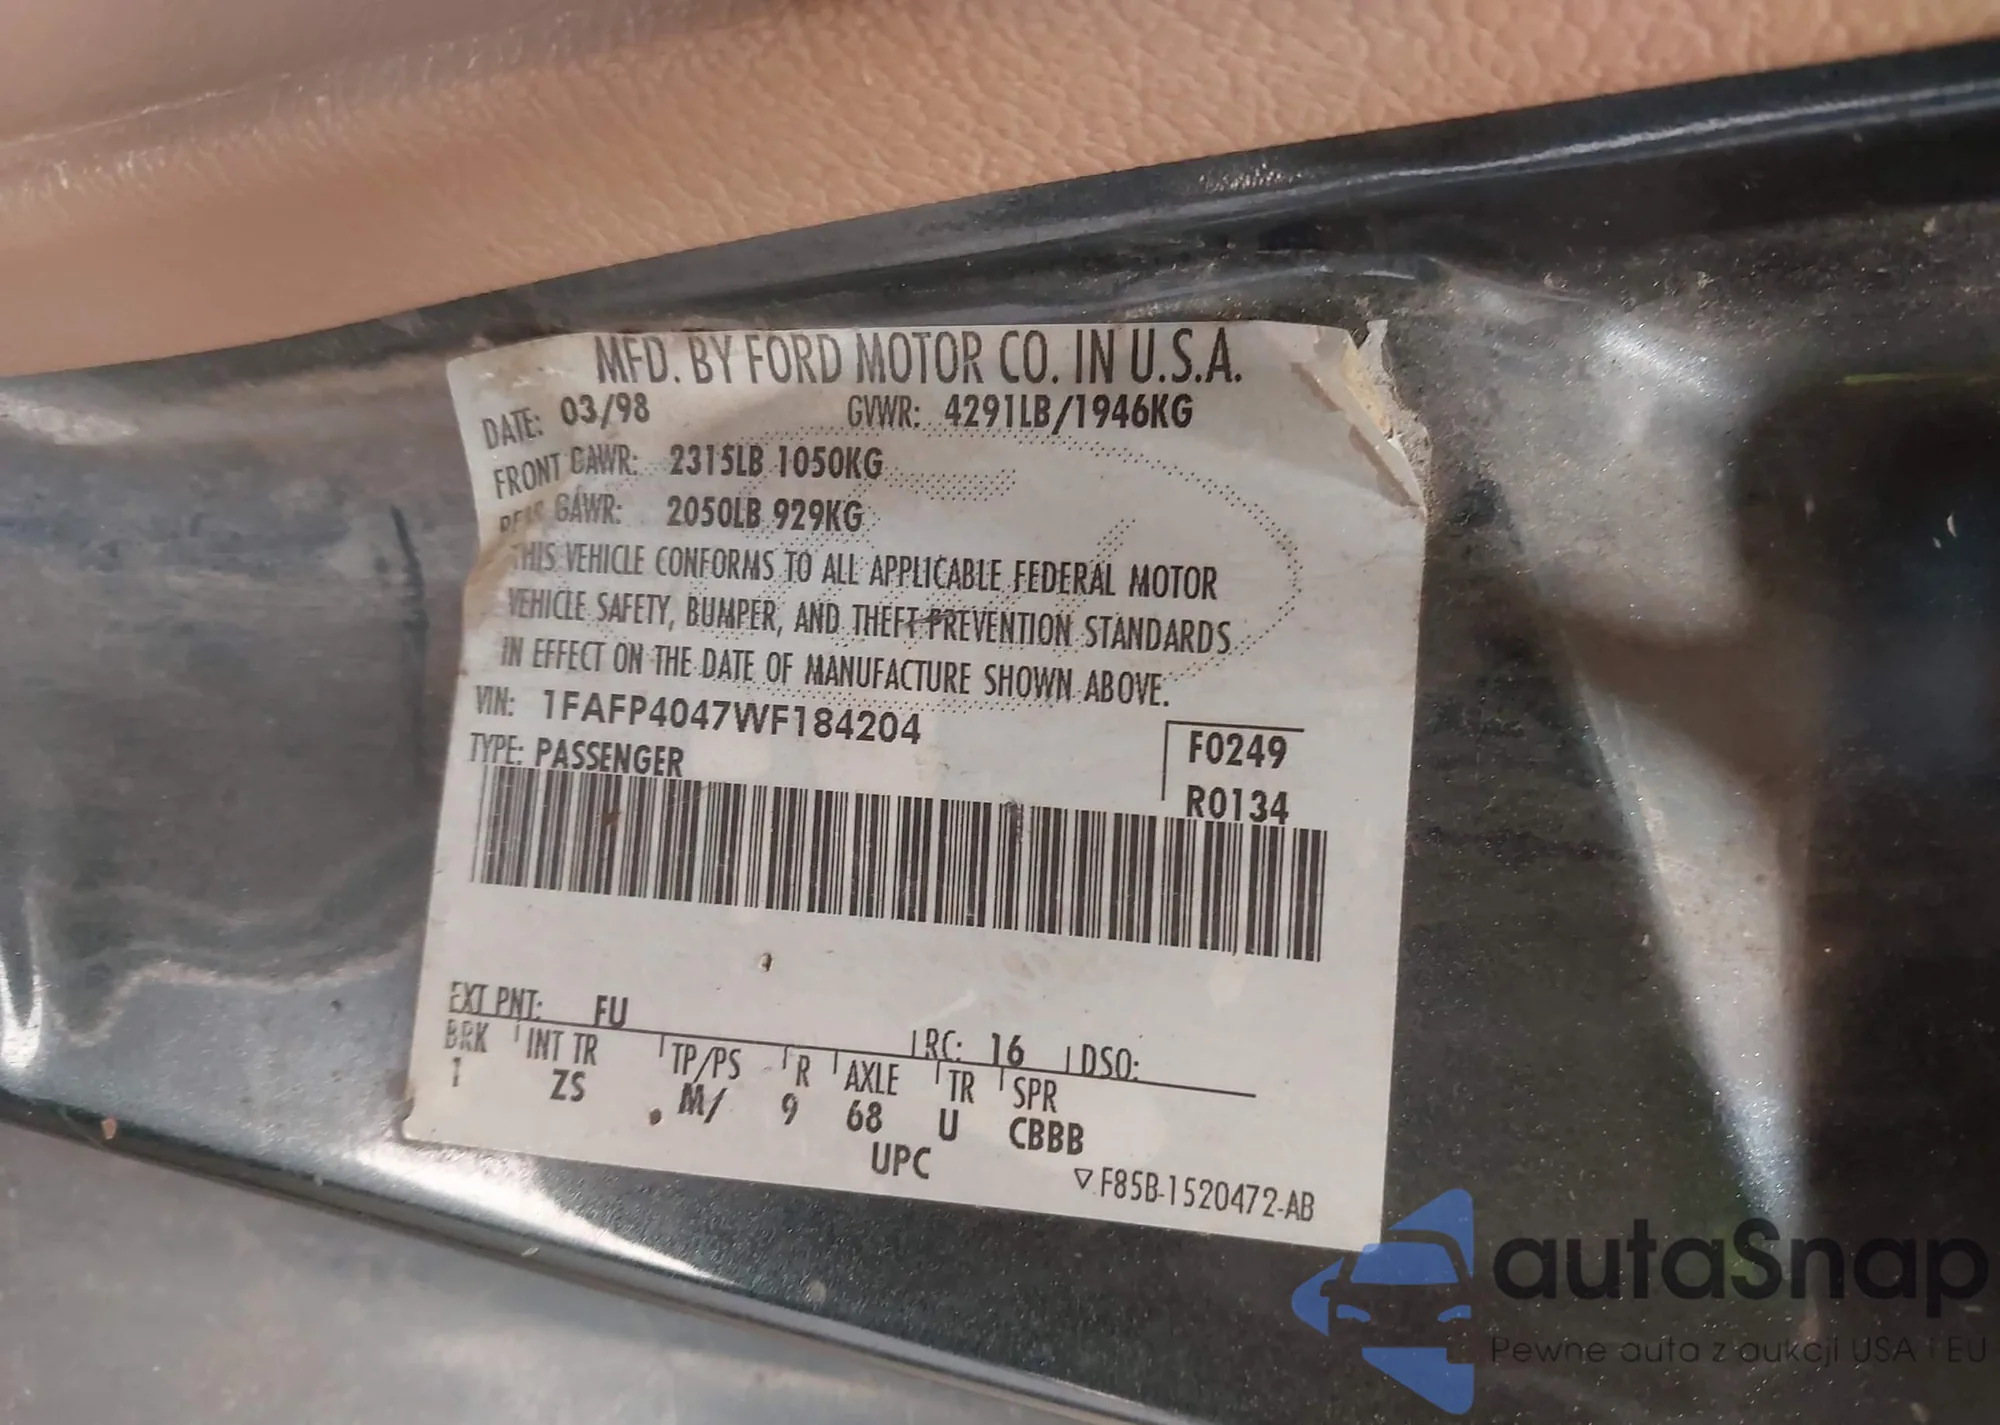 MFD. BY FORD MOTOR CO. IN U.S.A.
DATE: 03/98 GVWR: 4291LB/1946KG
FRONT GAWR: 2315LB 1050KG
REAR GAWR: 2050LB 929KG
THIS VEHICLE CONFORMS TO ALL APPLICABLE FEDERAL MOTOR
VEHICLE SAFETY, BUMPER, AND THEFT PREVENTION STANDARDS
IN EFFECT ON THE DATE OF MANUFACTURE SHOWN ABOVE.
VIN: 1FAFP4047WF184204
TYPE: PASSENGER
F0249
R0134
EXT PNT: FU RC: 16 DSO:
BRK INT TR TP/PS R AXLE TR SPR
1 ZS M/ 9 68 U CBBB
UPC
▽F85B-1520472-AB
autaSnap
Pewne auta z aukcji USA i EU